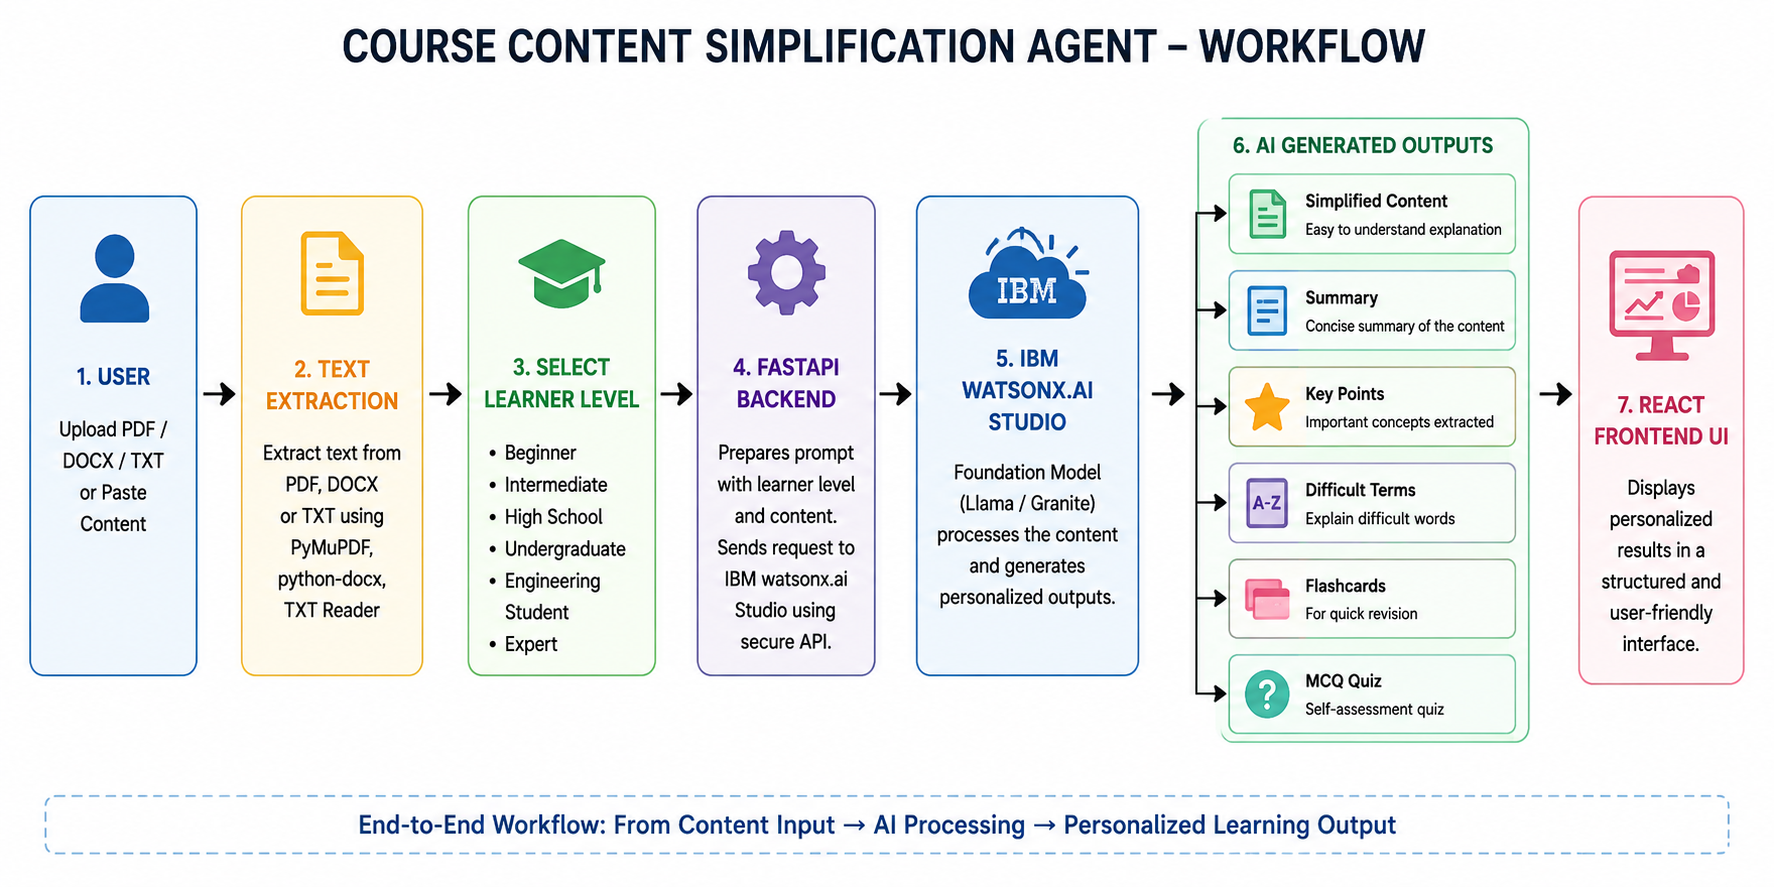 COURSE CONTENT SIMPLIFICATION AGENT – WORKFLOW
1. USER
Upload PDF /
DOCX / TXT
or Paste
Content
2. TEXT
EXTRACTION
Extract text from
PDF, DOCX
or TXT using
PyMuPDF,
python-docx,
TXT Reader
3. SELECT
LEARNER LEVEL
• Beginner
• Intermediate
• High School
• Undergraduate
• Engineering
Student
• Expert
4. FASTAPI
BACKEND
Prepares prompt
with learner level
and content.
Sends request to
IBM watsonx.ai
Studio using
secure API.
IBM
5. IBM
WATSONX.AI
STUDIO
Foundation Model
(Llama / Granite)
processes the content
and generates
personalized outputs.
6. AI GENERATED OUTPUTS
Simplified Content
Easy to understand explanation
Summary
Concise summary of the content
Key Points
Important concepts extracted
A-Z
Difficult Terms
Explain difficult words
Flashcards
For quick revision
?
MCQ Quiz
Self-assessment quiz
7. REACT
FRONTEND UI
Displays
personalized
results in a
structured and
user-friendly
interface.
End-to-End Workflow: From Content Input → AI Processing → Personalized Learning Output